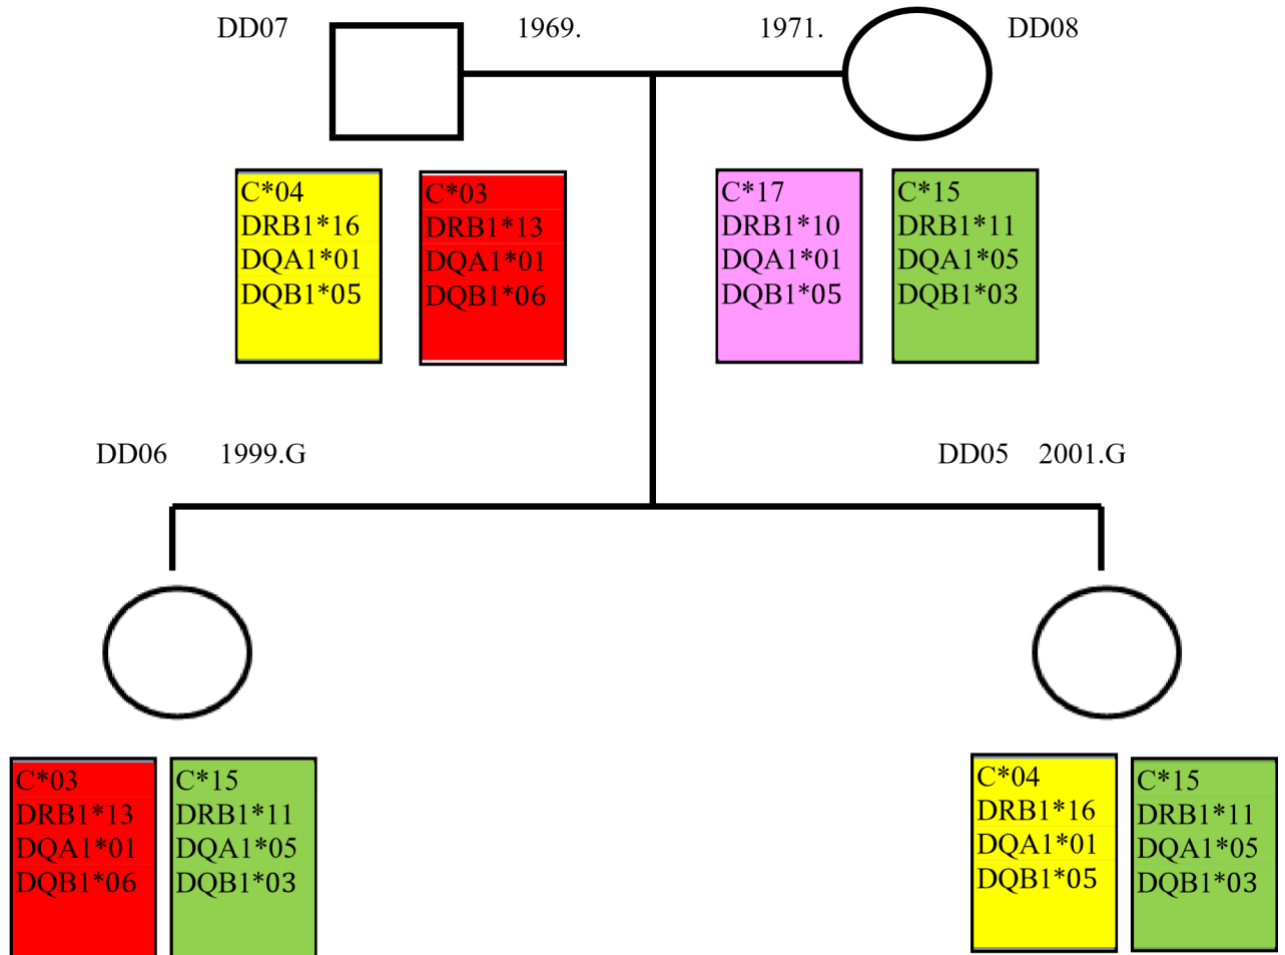 DD07 1969. 1971. DD08
C*04
DRB1*16
DQA1*01
DQB1*05
C*03
DRB1*13
DQA1*01
DQB1*06
C*17
DRB1*10
DQA1*01
DQB1*05
C*15
DRB1*11
DQA1*05
DQB1*03
DD06 1999.G
DD05 2001.G
C*03
DRB1*13
DQA1*01
DQB1*06
C*15
DRB1*11
DQA1*05
DQB1*03
C*04
DRB1*16
DQA1*01
DQB1*05
C*15
DRB1*11
DQA1*05
DQB1*03